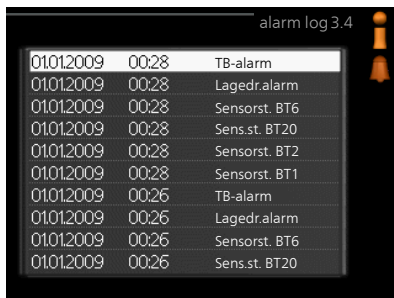 alarm log 3.4
01.01.2009 00:28 TB-alarm
01.01.2009 00:28 Lagedr.alarm
01.01.2009 00:28 Sensorst. BT6
01.01.2009 00:28 Sens.st. BT20
01.01.2009 00:28 Sensorst. BT2
01.01.2009 00:28 Sensorst. BT1
01.01.2009 00:26 TB-alarm
01.01.2009 00:26 Lagedr.alarm
01.01.2009 00:26 Sensorst. BT6
01.01.2009 00:26 Sens.st. BT20